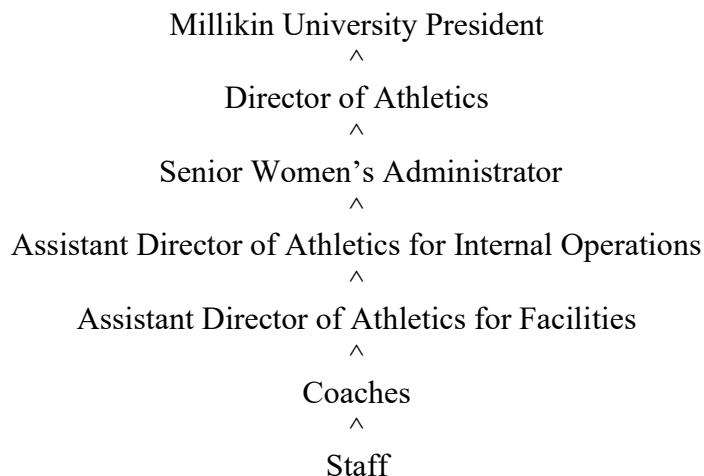 Millikin University President
^
Director of Athletics
^
Senior Women’s Administrator
^
Assistant Director of Athletics for Internal Operations
^
Assistant Director of Athletics for Facilities
^
Coaches
^
Staff